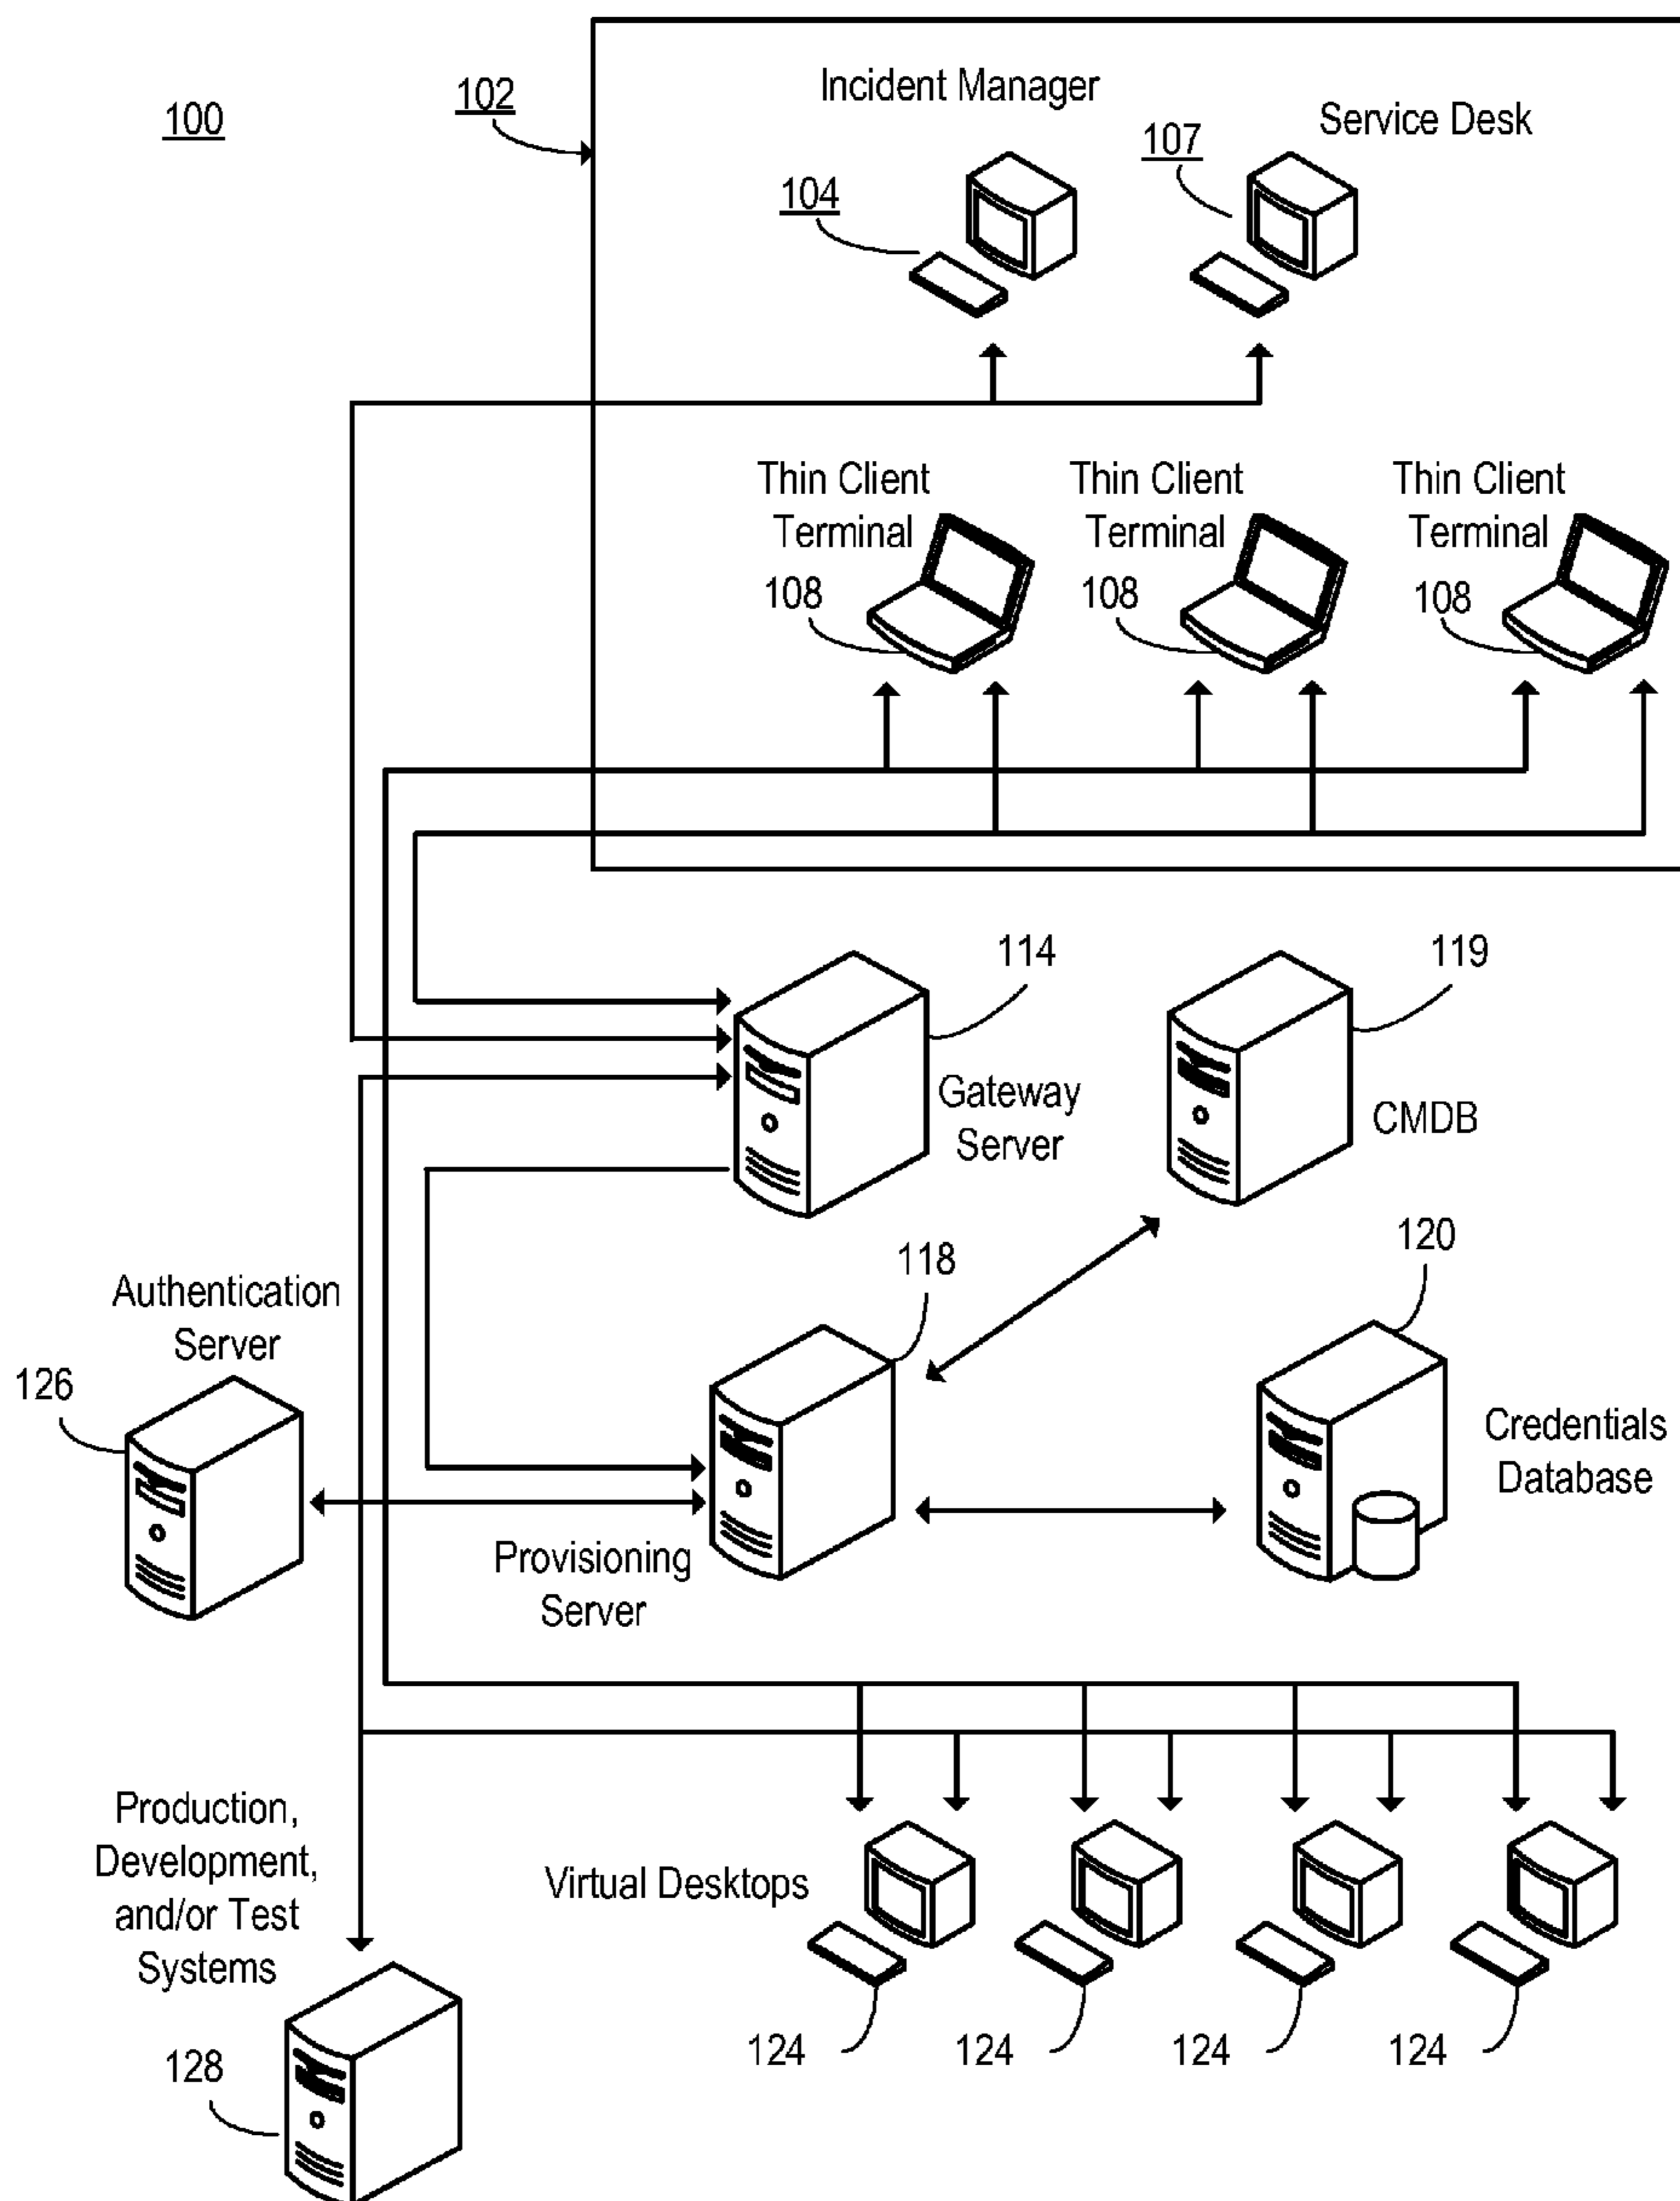 100
102
Incident Manager
Service Desk
107
104
Thin Client
Terminal
108
Thin Client
Terminal
108
Thin Client
Terminal
108
114
119
Gateway
Server
CMDB
118
120
Authentication
Server
126
Credentials
Database
Provisioning
Server
Production,
Development,
and/or Test
Systems
Virtual Desktops
128
124
124
124
124